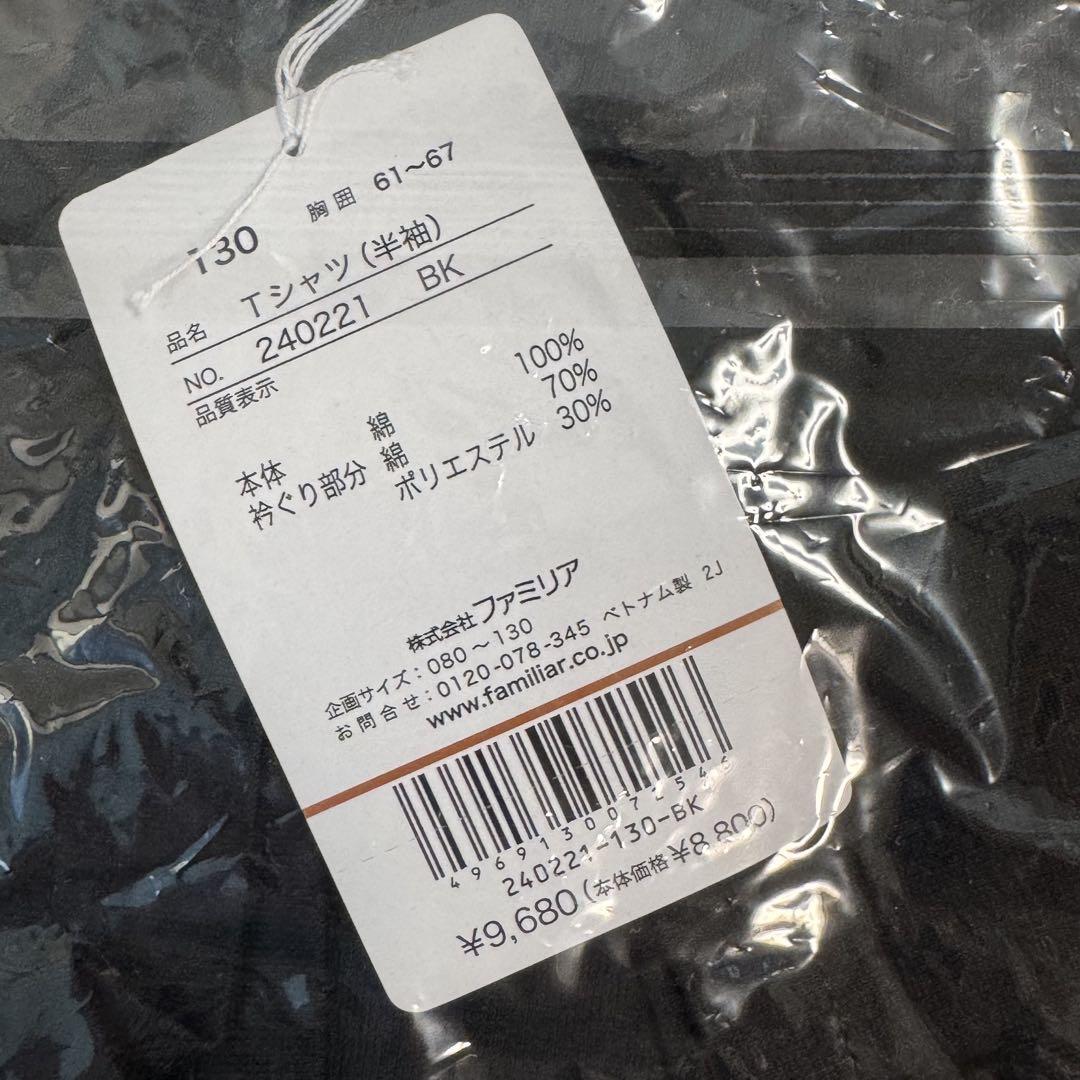 130 胸囲 61～67
品名 Tシャツ(半袖)
NO. 240221 BK
品質表示
本体 綿 100%
衿ぐり部分 綿 70%
ポリエステル 30%
株式会社ファミリア
企画サイズ：080～130
お問合せ：0120-078-345 ベトナム製 2J
www.familiar.co.jp
4969130072546
240221-130-BK
¥9,680(本体価格¥8,800)